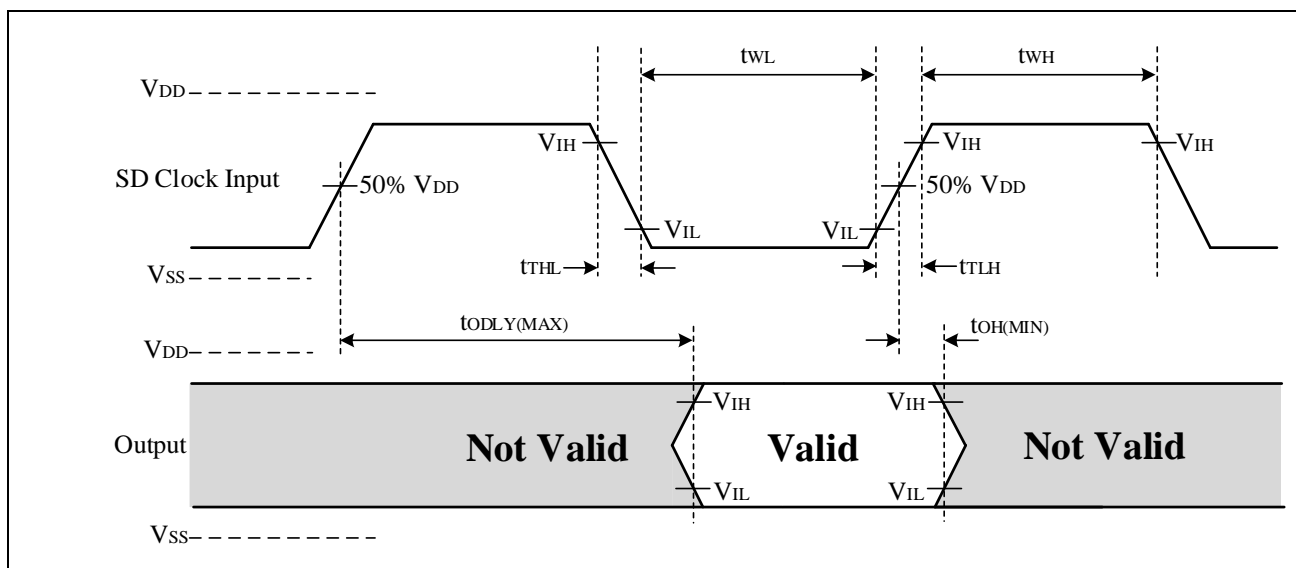 tWL
tWH
VDD
VIH
VIH
VIH
SD Clock Input
50% VDD
50% VDD
VIL
VIL
VSS
tTHL
tTLH
tODLY(MAX)
tOH(MIN)
VDD
VIH
VIH
Output
Not Valid
Valid
Not Valid
VIL
VIL
VSS